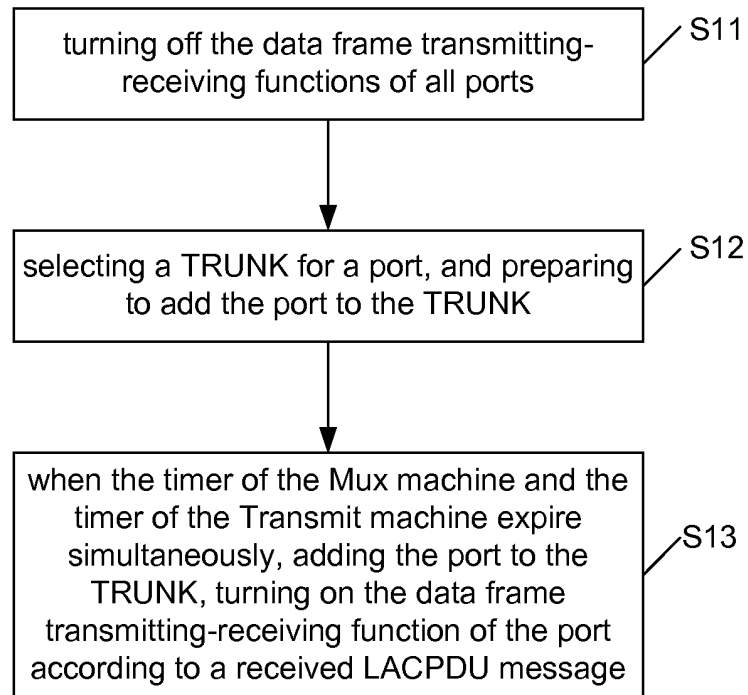 turning off the data frame transmitting-
receiving functions of all ports
S11
selecting a TRUNK for a port, and preparing
to add the port to the TRUNK
S12
when the timer of the Mux machine and the
timer of the Transmit machine expire
simultaneously, adding the port to the
TRUNK, turning on the data frame
transmitting-receiving function of the port
according to a received LACPDU message
S13